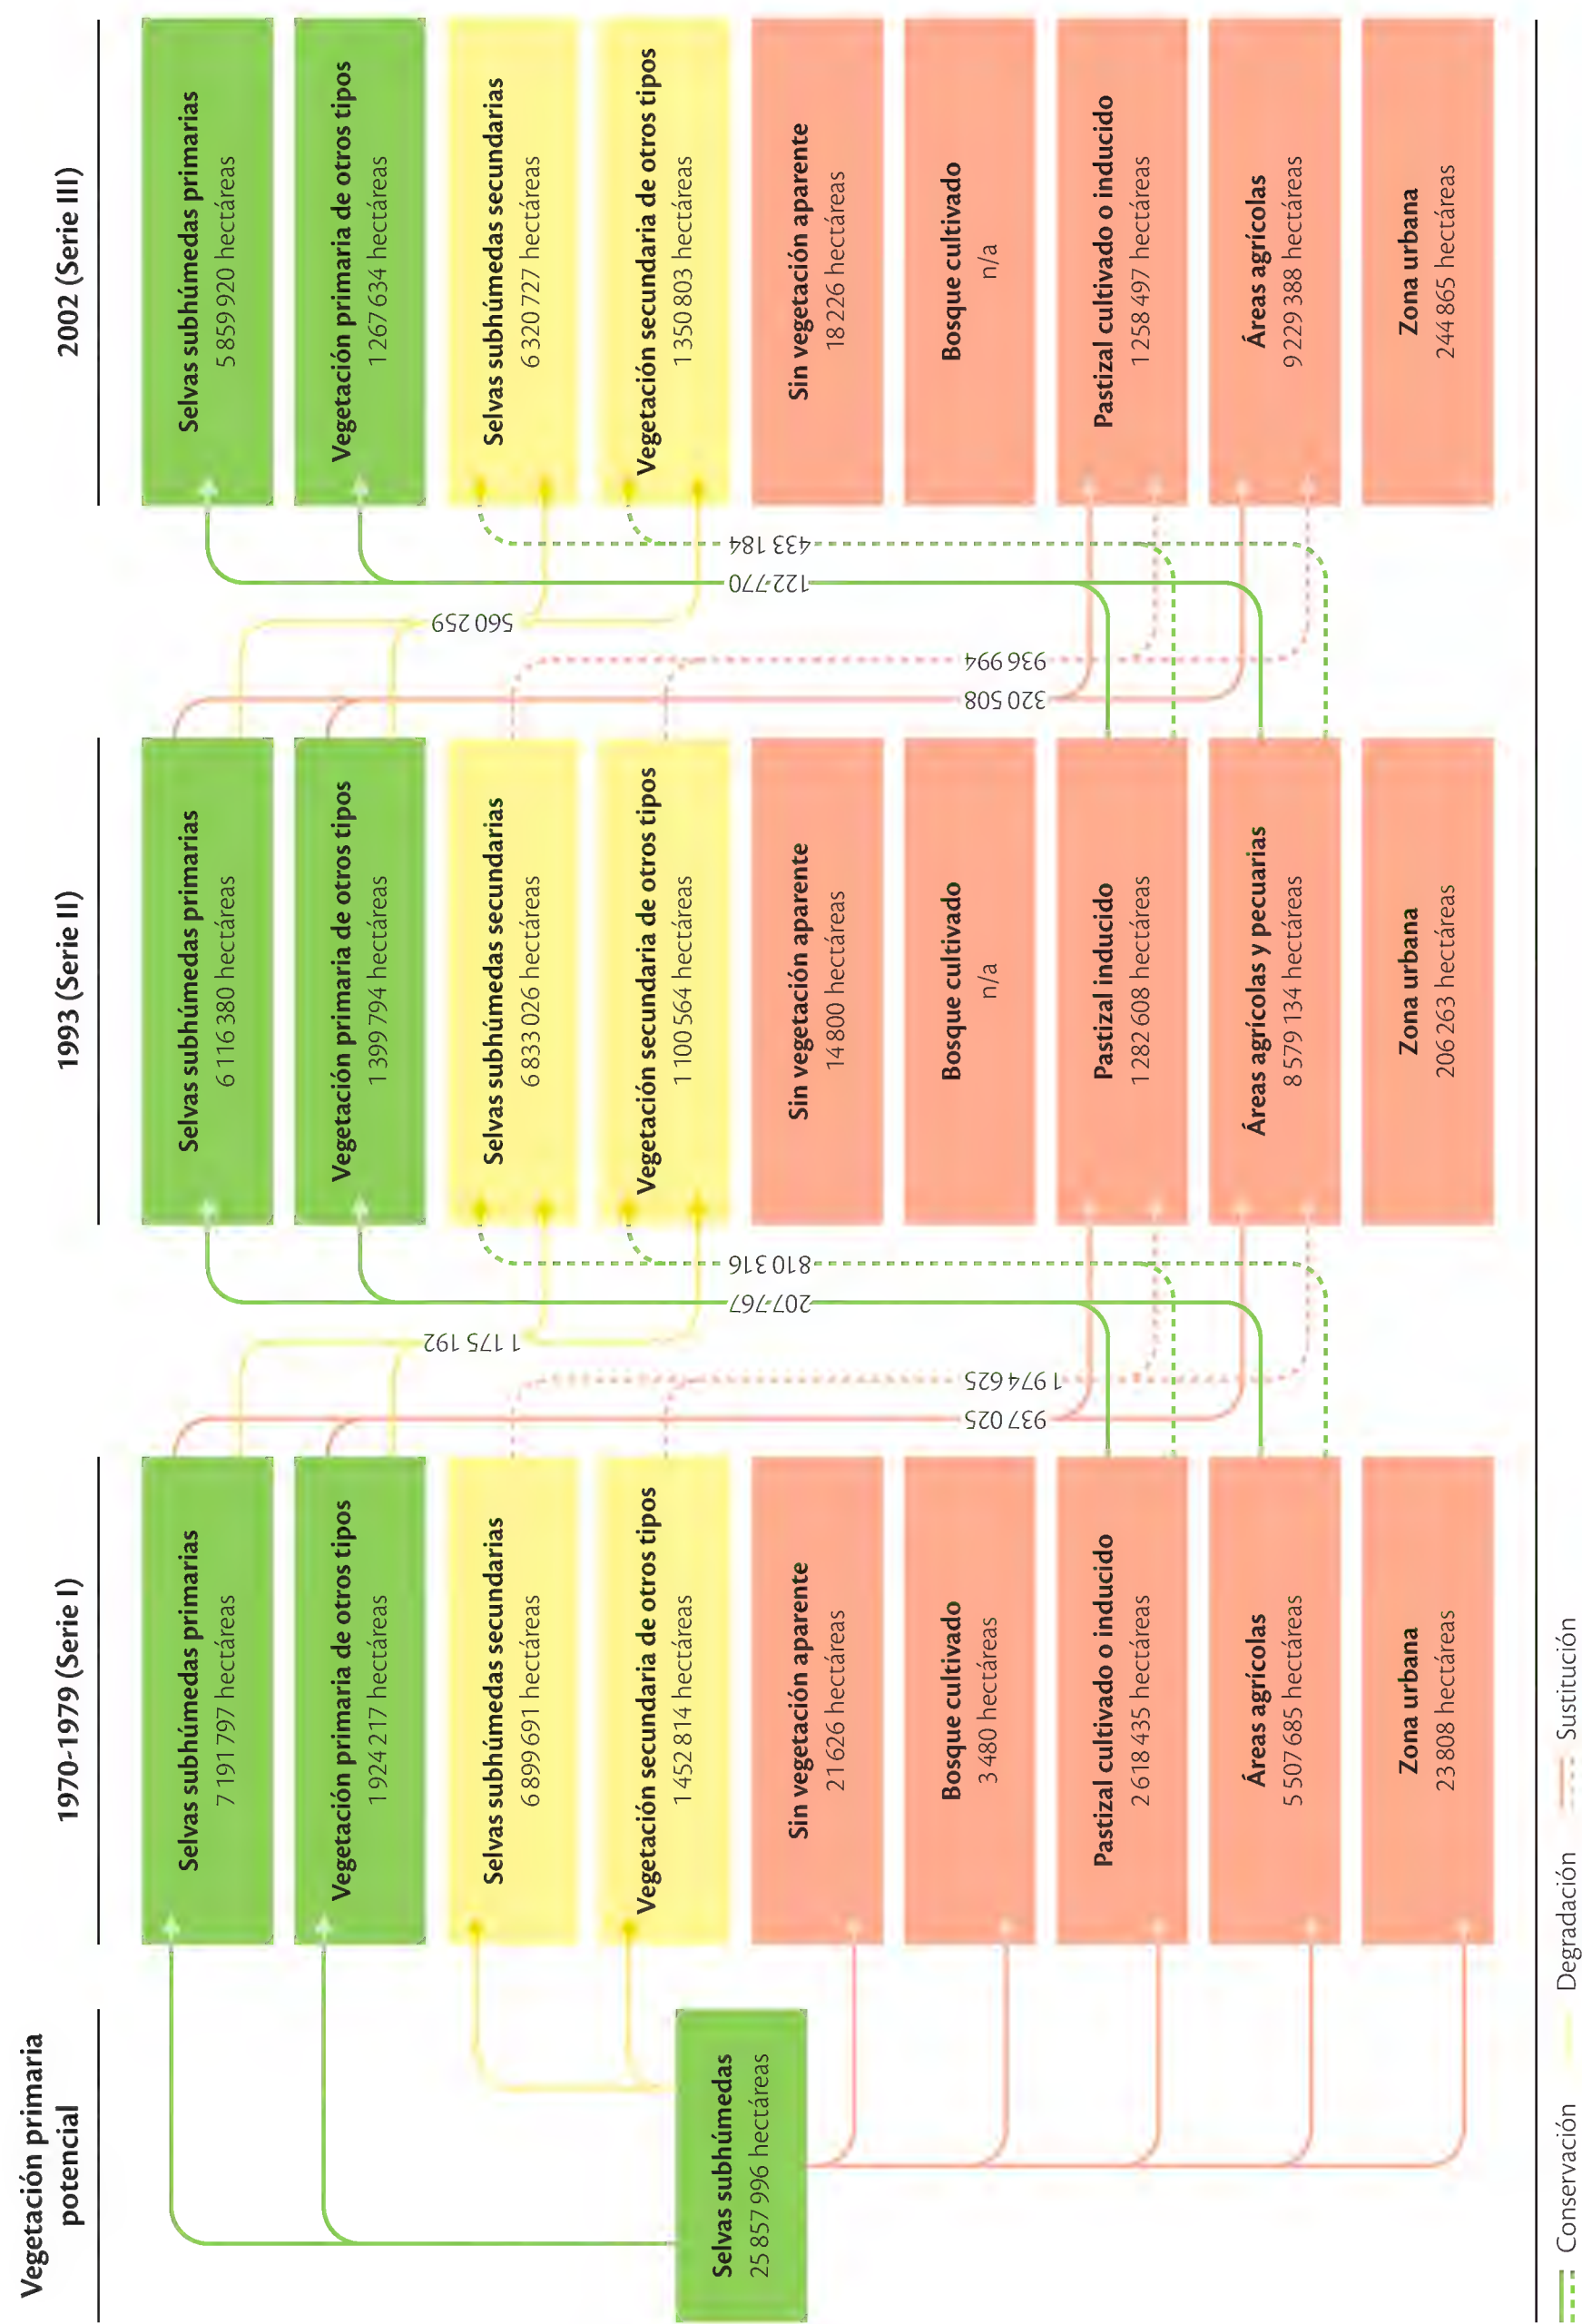 Vegetación primaria
potencial
Selvas subhúmedas
25 857 996 hectáreas
1970-1979 (Serie I)
Selvas subhúmedas primarias
7 191 797 hectáreas
Vegetación primaria de otros tipos
1 924 217 hectáreas
Selvas subhúmedas secundarias
6 899 691 hectáreas
Vegetación secundaria de otros tipos
1 452 814 hectáreas
Sin vegetación aparente
21 626 hectáreas
Bosque cultivado
3 480 hectáreas
Pastizal cultivado o inducido
2 618 435 hectáreas
Áreas agrícolas
5 507 685 hectáreas
Zona urbana
23 808 hectáreas
937 025
1 974 625
1 175 192
207 767
810 316
1993 (Serie II)
Selvas subhúmedas primarias
6 116 380 hectáreas
Vegetación primaria de otros tipos
1 399 794 hectáreas
Selvas subhúmedas secundarias
6 833 026 hectáreas
Vegetación secundaria de otros tipos
1 100 564 hectáreas
Sin vegetación aparente
14 800 hectáreas
Bosque cultivado
n/a
Pastizal inducido
1 282 608 hectáreas
Áreas agrícolas y pecuarias
8 579 134 hectáreas
Zona urbana
206 263 hectáreas
320 508
936 994
560 259
122 770
433 184
2002 (Serie III)
Selvas subhúmedas primarias
5 859 920 hectáreas
Vegetación primaria de otros tipos
1 267 634 hectáreas
Selvas subhúmedas secundarias
6 320 727 hectáreas
Vegetación secundaria de otros tipos
1 350 803 hectáreas
Sin vegetación aparente
18 226 hectáreas
Bosque cultivado
n/a
Pastizal cultivado o inducido
1 258 497 hectáreas
Áreas agrícolas
9 229 388 hectáreas
Zona urbana
244 865 hectáreas
Conservación
Degradación
Sustitución